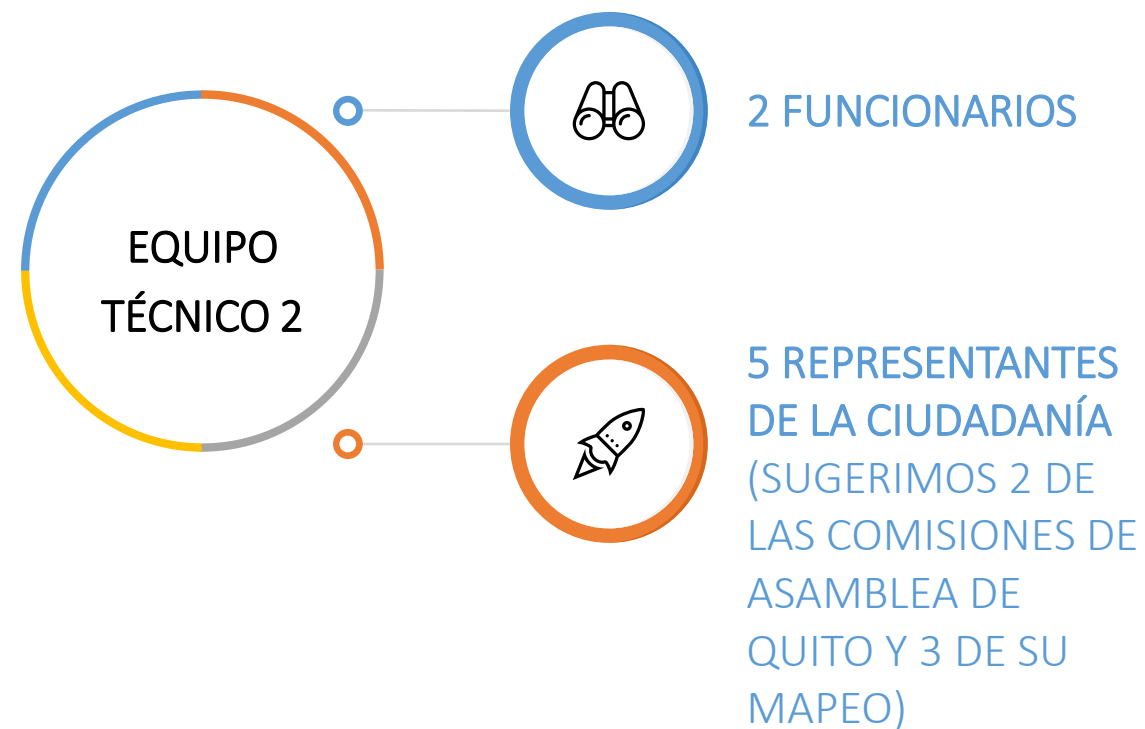 EQUIPO
TÉCNICO 2
2 FUNCIONARIOS
5 REPRESENTANTES
DE LA CIUDADANÍA
(SUGERIMOS 2 DE
LAS COMISIONES DE
ASAMBLEA DE
QUITO Y 3 DE SU
MAPEO)